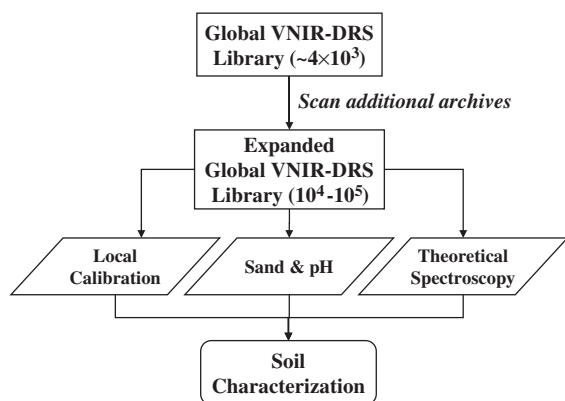 Global VNIR-DRS
Library (~4×10³)
Scan additional archives
Expanded
Global VNIR-DRS
Library (10⁴-10⁵)
Local
Calibration
Sand & pH
Theoretical
Spectroscopy
Soil
Characterization